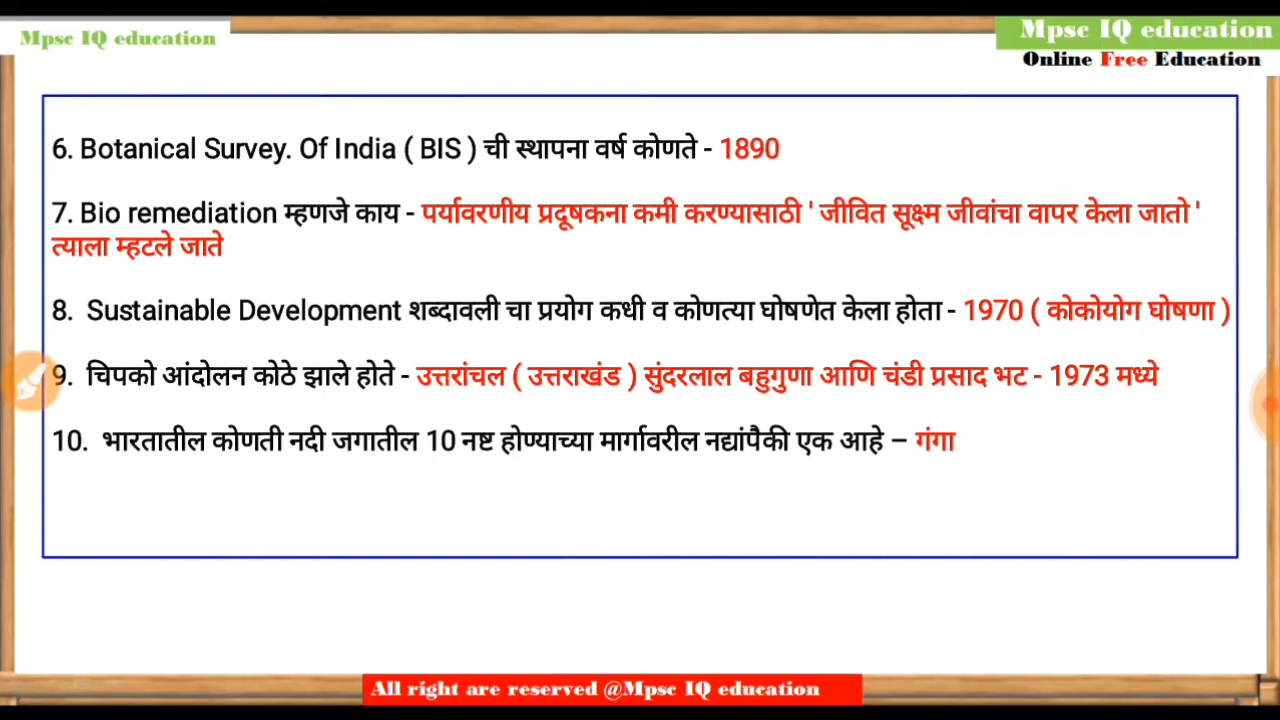 Mpsc IQ education
Mpsc IQ education
Online Free Education
6. Botanical Survey. Of India ( BIS ) ची स्थापना वर्ष कोणते - 1890
7. Bio remediation म्हणजे काय - पर्यावरणीय प्रदूषकना कमी करण्यासाठी ' जीवित सूक्ष्म जीवांचा वापर केला जातो '
त्याला म्हटले जाते
8. Sustainable Development शब्दावली चा प्रयोग कधी व कोणत्या घोषणेत केला होता - 1970 ( कोकोयोग घोषणा )
9. चिपको आंदोलन कोठे झाले होते - उत्तरांचल ( उत्तराखंड ) सुंदरलाल बहुगुणा आणि चंडी प्रसाद भट - 1973 मध्ये
10. भारतातील कोणती नदी जगातील 10 नष्ट होण्याच्या मार्गावरील नद्यांपैकी एक आहे – गंगा
All right are reserved @Mpsc IQ education